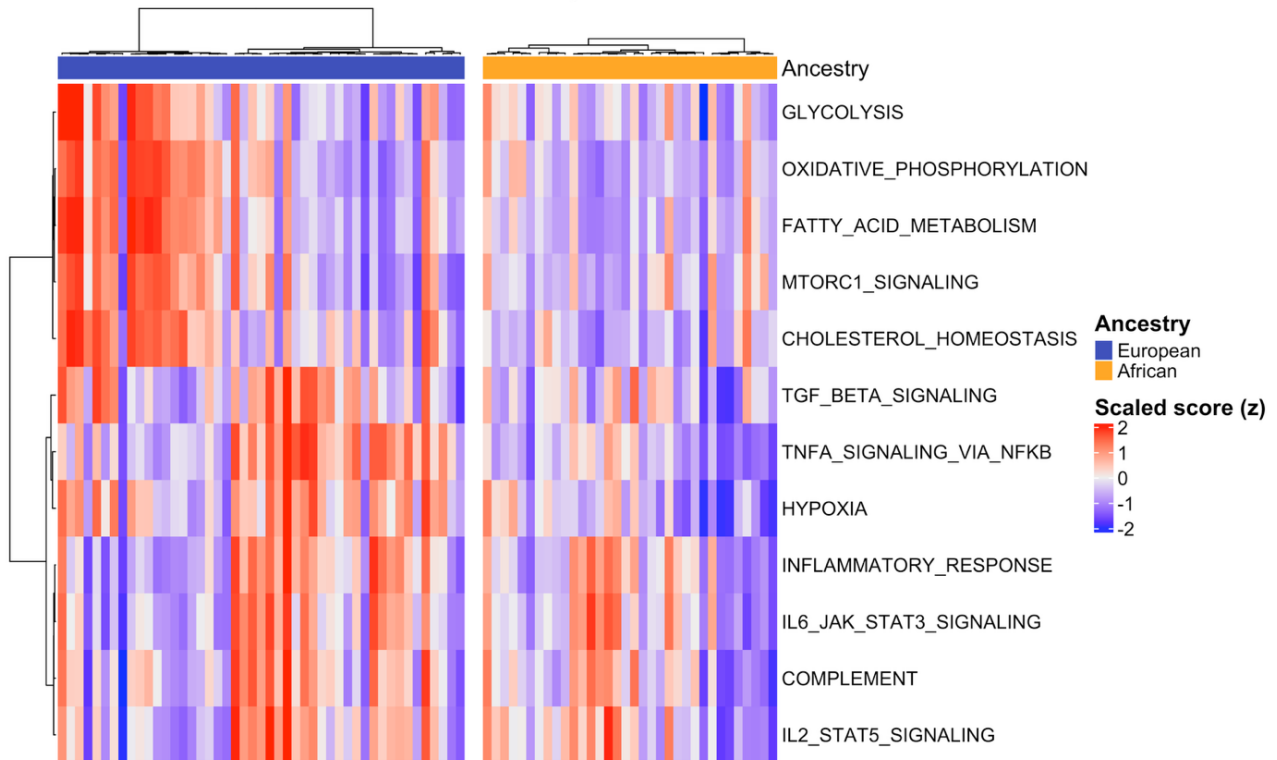 Ancestry
GLYCOLYSIS
OXIDATIVE_PHOSPHORYLATION
FATTY_ACID_METABOLISM
MTORC1_SIGNALING
CHOLESTEROL_HOMEOSTASIS
TGF_BETA_SIGNALING
TNFA_SIGNALING_VIA_NFKB
HYPOXIA
INFLAMMATORY_RESPONSE
IL6_JAK_STAT3_SIGNALING
COMPLEMENT
IL2_STAT5_SIGNALING
Ancestry
European
African
Scaled score (z)
2
1
0
-1
-2